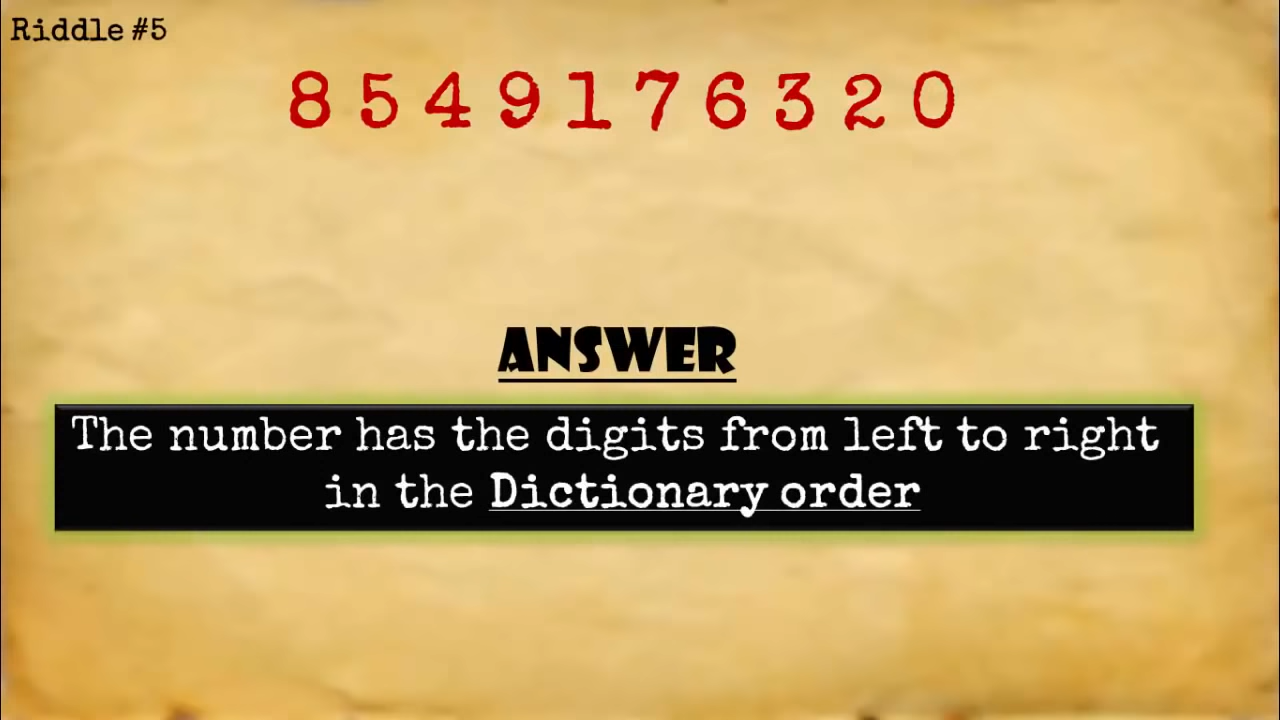 Riddle #5
8 5 4 9 1 7 6 3 2 0
ANSWER
The number has the digits from left to right
in the Dictionary order